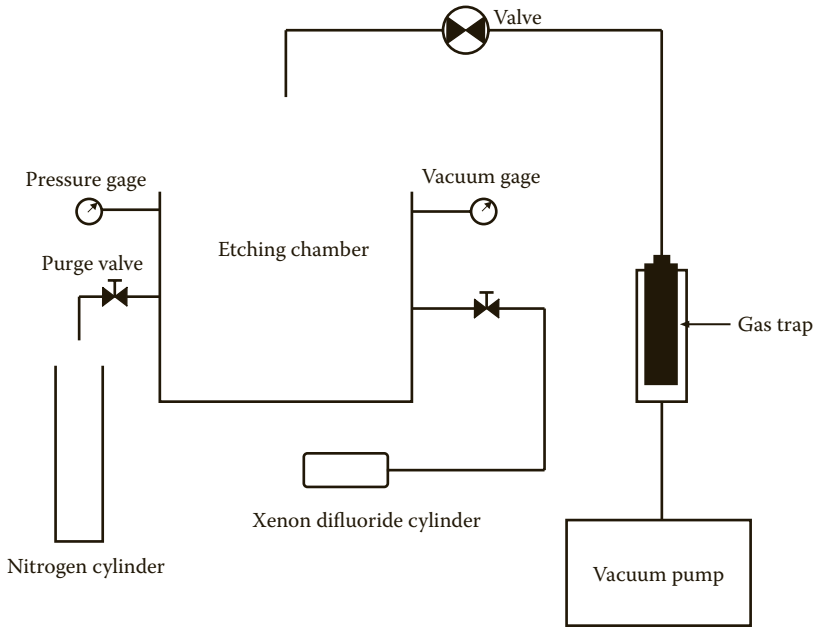 Valve
Pressure gage
Vacuum gage
Etching chamber
Purge valve
Gas trap
Xenon difluoride cylinder
Nitrogen cylinder
Vacuum pump